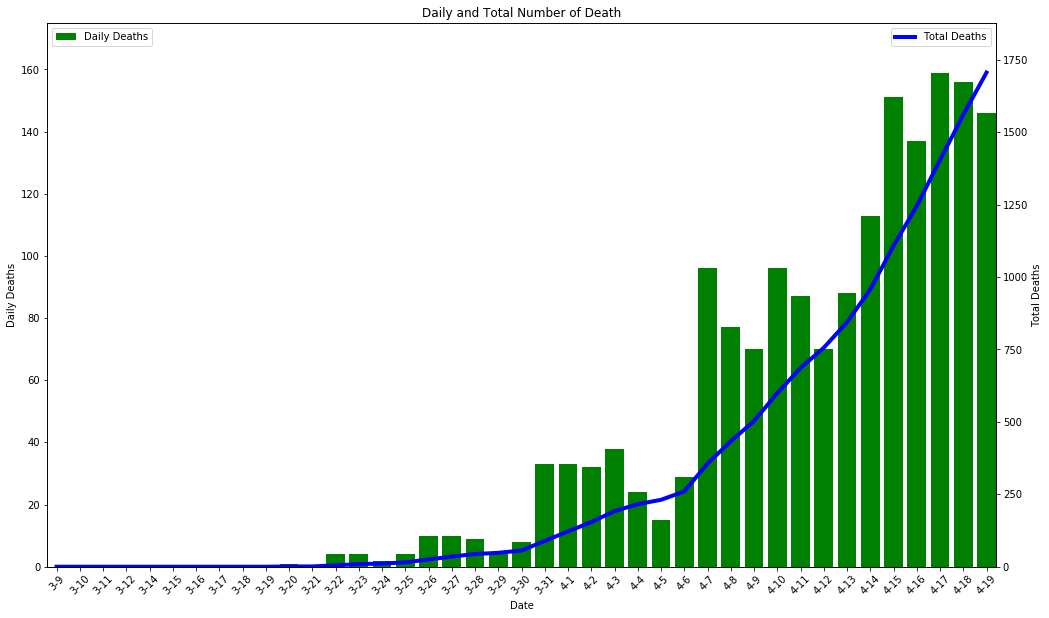 Daily and Total Number of Death
Daily Deaths
Total Deaths
160
140
120
100
80
60
40
20
0
Daily Deaths
1750
1500
1250
1000
750
500
250
0
Total Deaths
3-9 3-10 3-11 3-12 3-14 3-15 3-16 3-17 3-18 3-19 3-20 3-21 3-22 3-23 3-24 3-25 3-26 3-27 3-28 3-29 3-30 3-31 4-1 4-2 4-3 4-4 4-5 4-6 4-7 4-8 4-9 4-10 4-11 4-12 4-13 4-14 4-15 4-16 4-17 4-18 4-19
Date